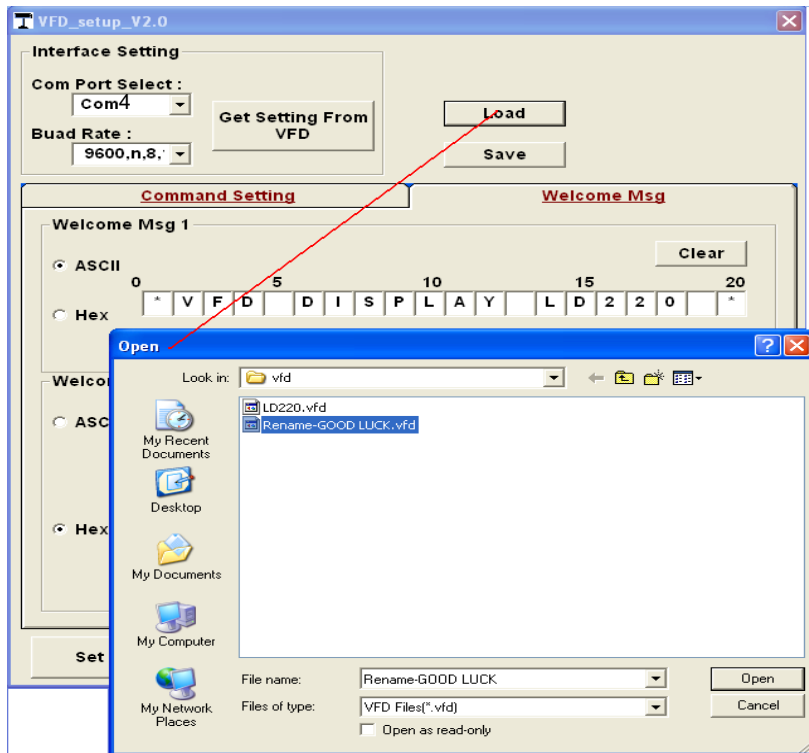 VFD_setup_V2.0
Interface Setting
Com Port Select :
Com4
Buad Rate :
9600,n,8,
Get Setting From
VFD
Load
Save
Command Setting
Welcome Msg
Welcome Msg 1
Clear
ASCII
0 5 10 15 20
* V F D D I S P L A Y L D 2 2 0 *
Hex
Welco
ASC
Hex
Set
Open
Look in:
vfd
LD220.vfd
Rename-GOOD LUCK.vfd
My Recent
Documents
Desktop
My Documents
My Computer
My Network
Places
File name:
Rename-GOOD LUCK
Open
Files of type:
VFD Files(*.vfd)
Cancel
Open as read-only